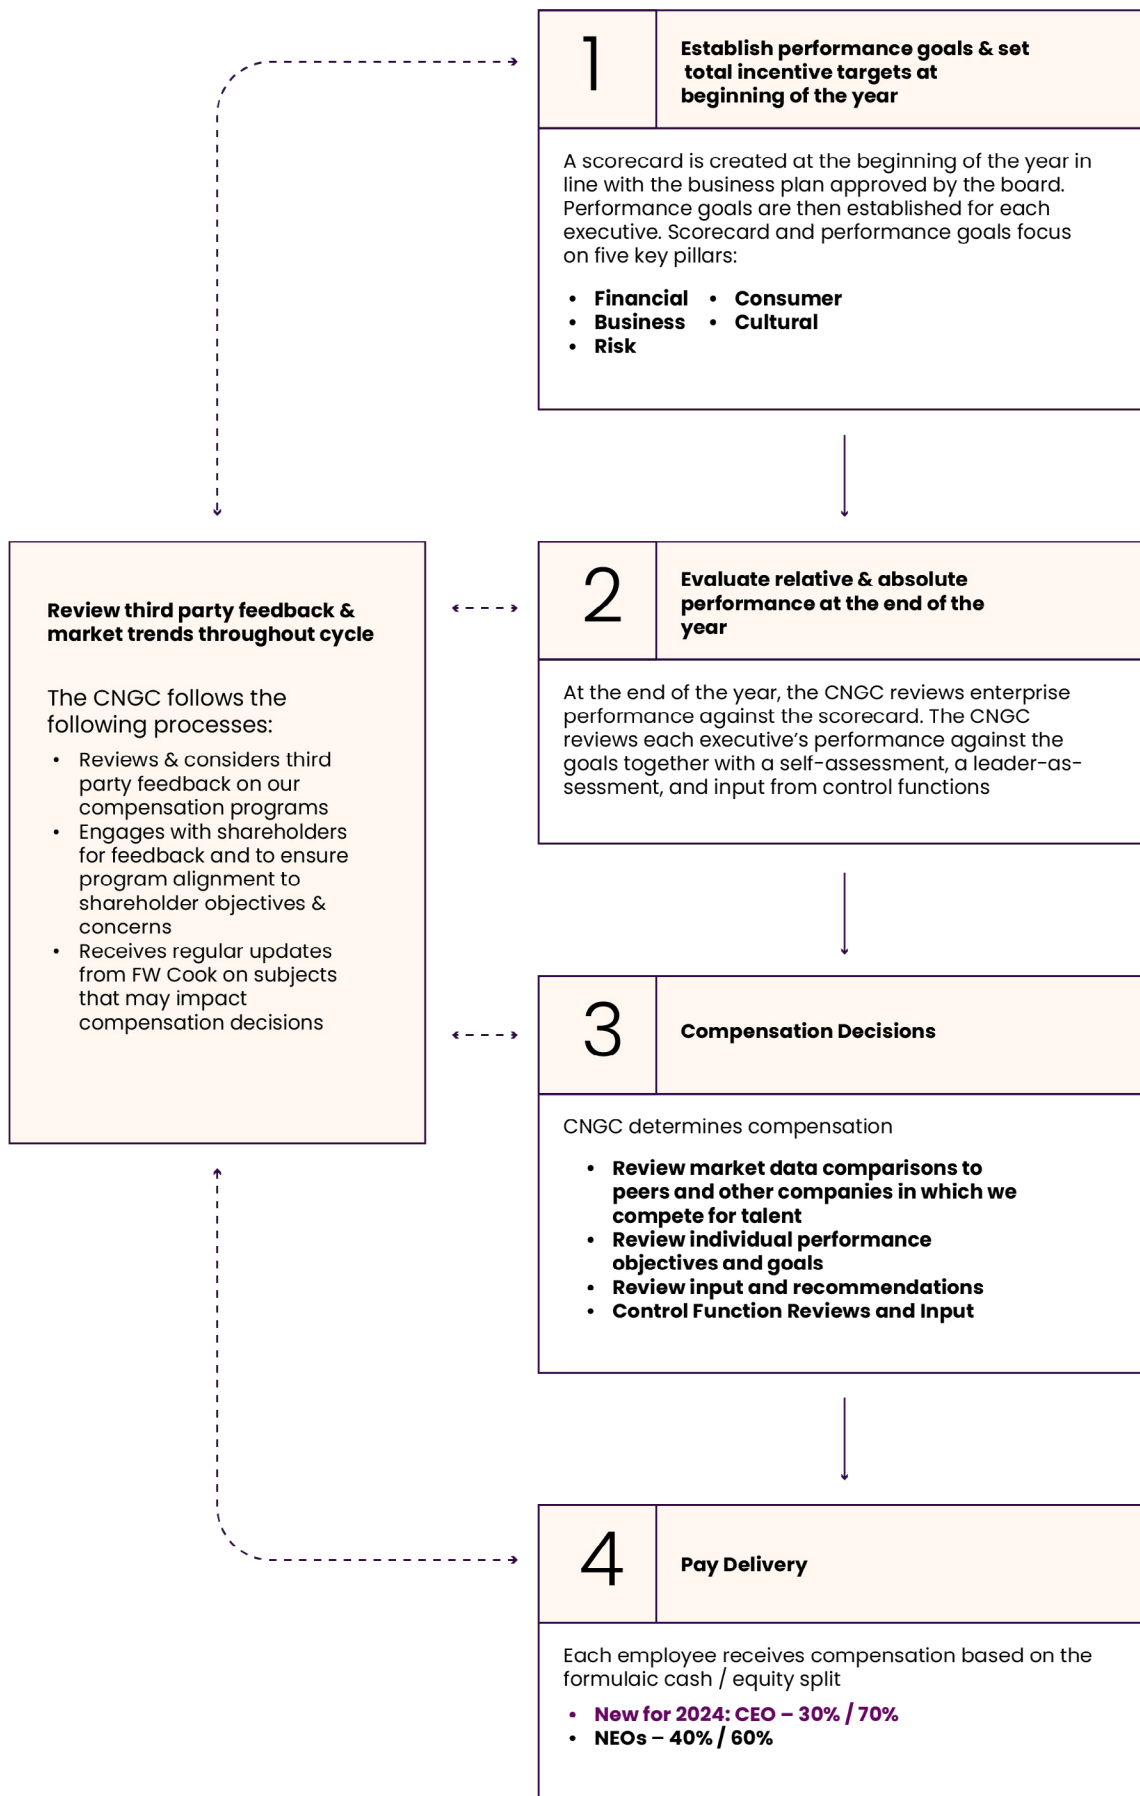 1
Establish performance goals & set
total incentive targets at
beginning of the year
A scorecard is created at the beginning of the year in
line with the business plan approved by the board.
Performance goals are then established for each
executive. Scorecard and performance goals focus
on five key pillars:
• Financial • Consumer
• Business • Cultural
• Risk
Review third party feedback &
market trends throughout cycle
The CNGC follows the
following processes:
• Reviews & considers third
party feedback on our
compensation programs
• Engages with shareholders
for feedback and to ensure
program alignment to
shareholder objectives &
concerns
• Receives regular updates
from FW Cook on subjects
that may impact
compensation decisions
2
Evaluate relative & absolute
performance at the end of the
year
At the end of the year, the CNGC reviews enterprise
performance against the scorecard. The CNGC
reviews each executive’s performance against the
goals together with a self-assessment, a leader-as-
sessment, and input from control functions
3
Compensation Decisions
CNGC determines compensation
• Review market data comparisons to
peers and other companies in which we
compete for talent
• Review individual performance
objectives and goals
• Review input and recommendations
• Control Function Reviews and Input
4
Pay Delivery
Each employee receives compensation based on the
formulaic cash / equity split
• New for 2024: CEO – 30% / 70%
• NEOs – 40% / 60%